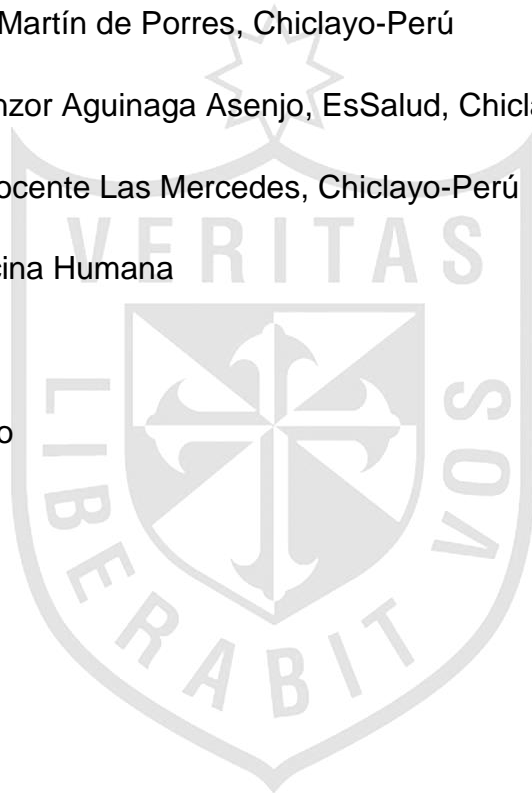 Martín de Porres, Chiclayo-Perú
nzor Aguinaga Asenjo, EsSalud, Chicla
ocente Las Mercedes, Chiclayo-Perú
cina Humana
o
VERITAS
LIBERABIT VOS